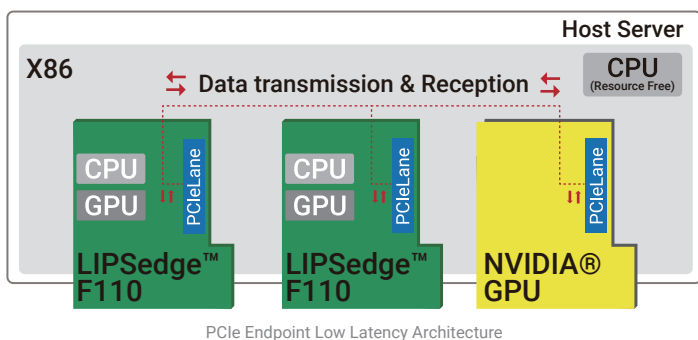 Host Server
X86
Data transmission & Reception
CPU
(Resource Free)
CPU
GPU
PCIeLane
LIPSedge™
F110
CPU
GPU
PCIeLane
LIPSedge™
F110
PCIeLane
NVIDIA®
GPU
PCIe Endpoint Low Latency Architecture